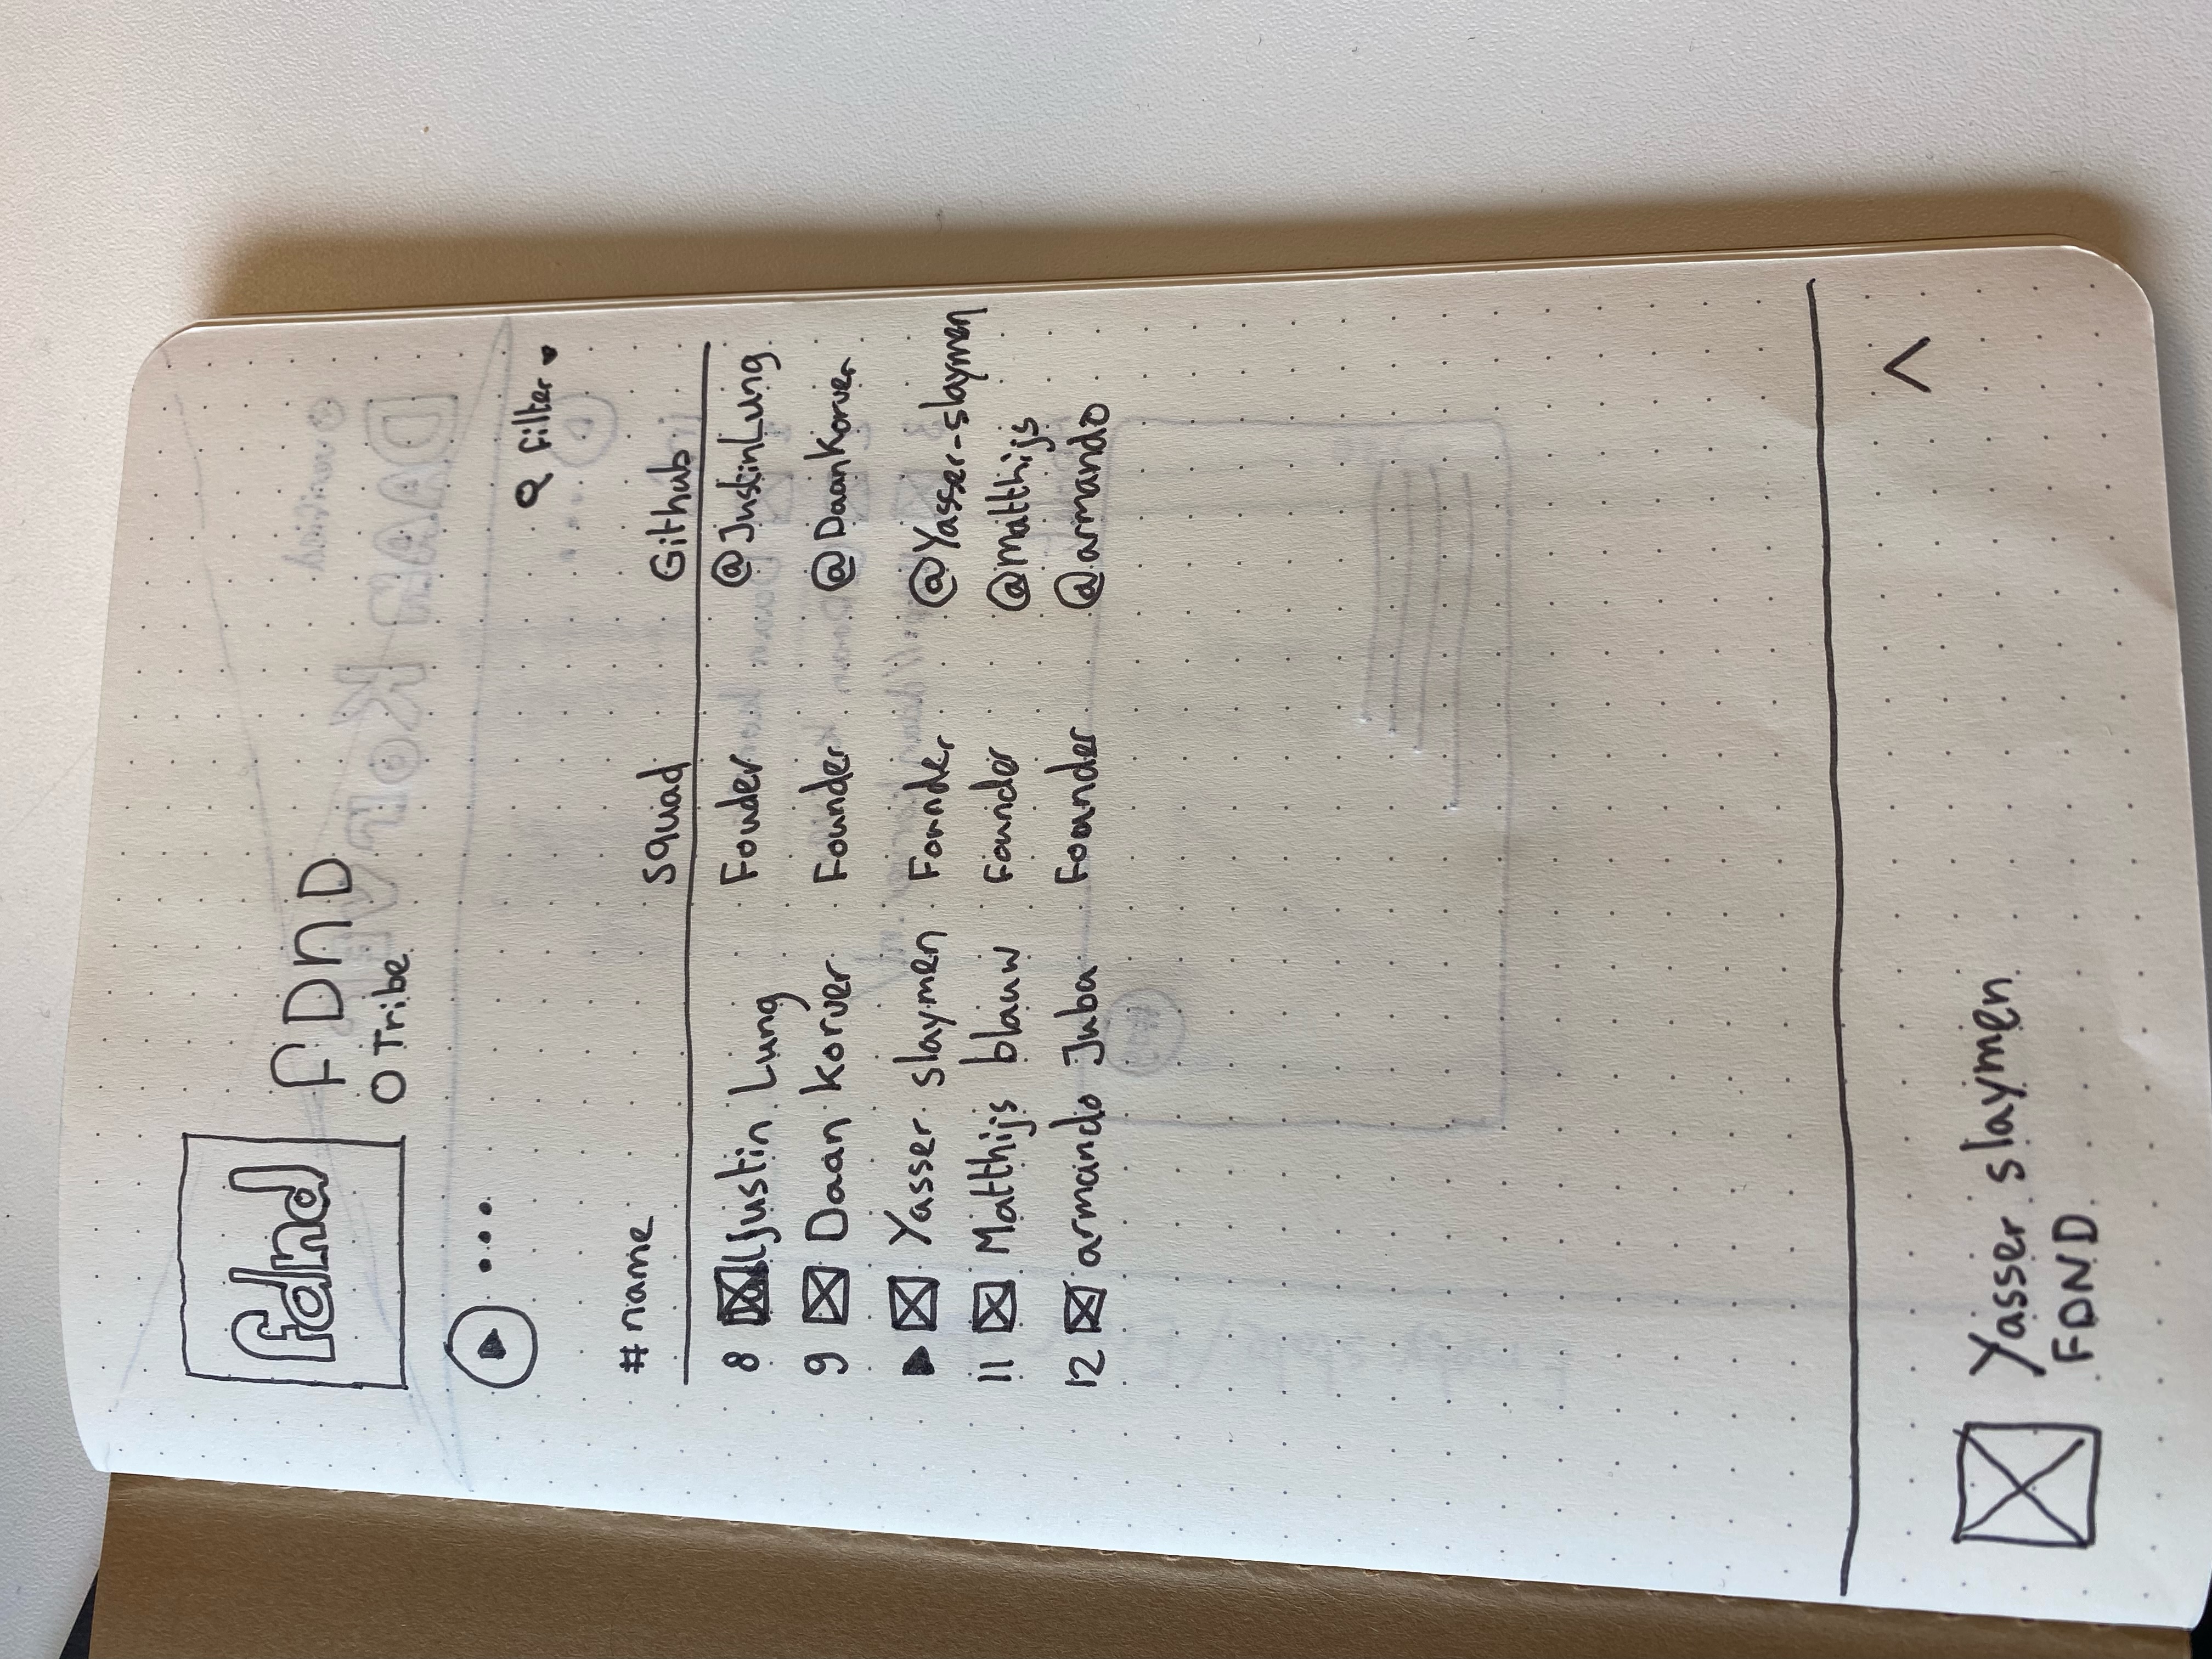 fdnd
FDND
Tribe
filter
# name squad Github
8 Justin Lung Fouder @JustinLung
9 Daan Korver Founder @DaanKorver
Yasser slaymen Founder @Yasser-slaymen
11 Matthijs blauw Founder @matthijs
12 armando Juba Founder @armando
Yasser slaymen
FDND